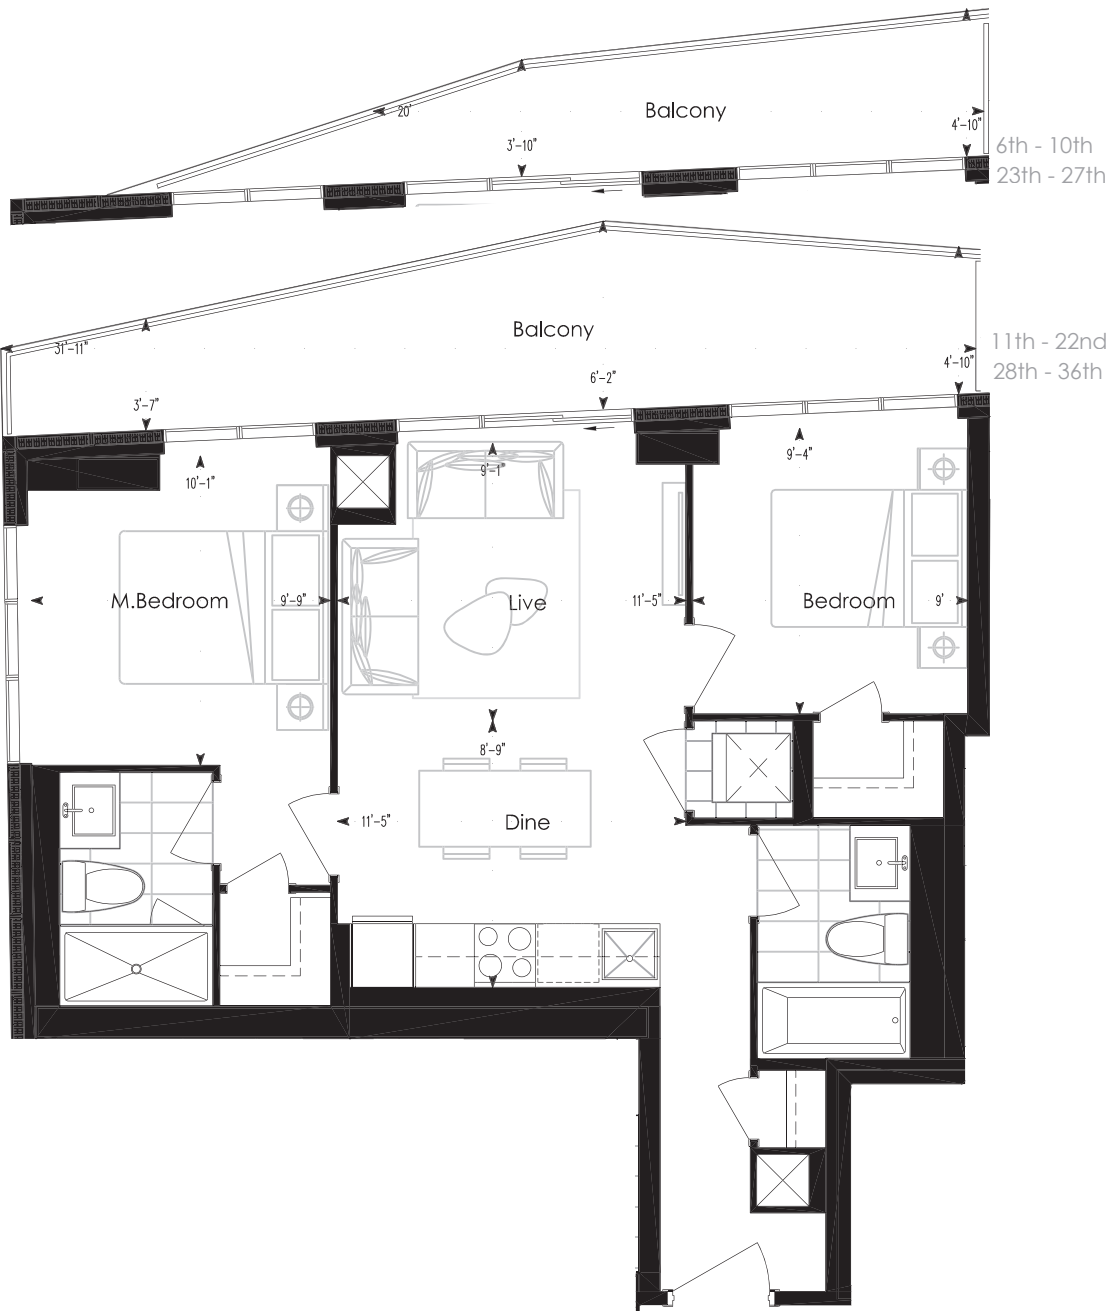 20'
Balcony
4'-10"
3'-10"
6th - 10th
23th - 27th
Balcony
31'-11"
11th - 22nd
28th - 36th
4'-10"
6'-2"
3'-7"
10'-1"
9'-1"
9'-4"
M.Bedroom
9'-9"
Live
11'-5"
Bedroom
9'
8'-9"
11'-5"
Dine